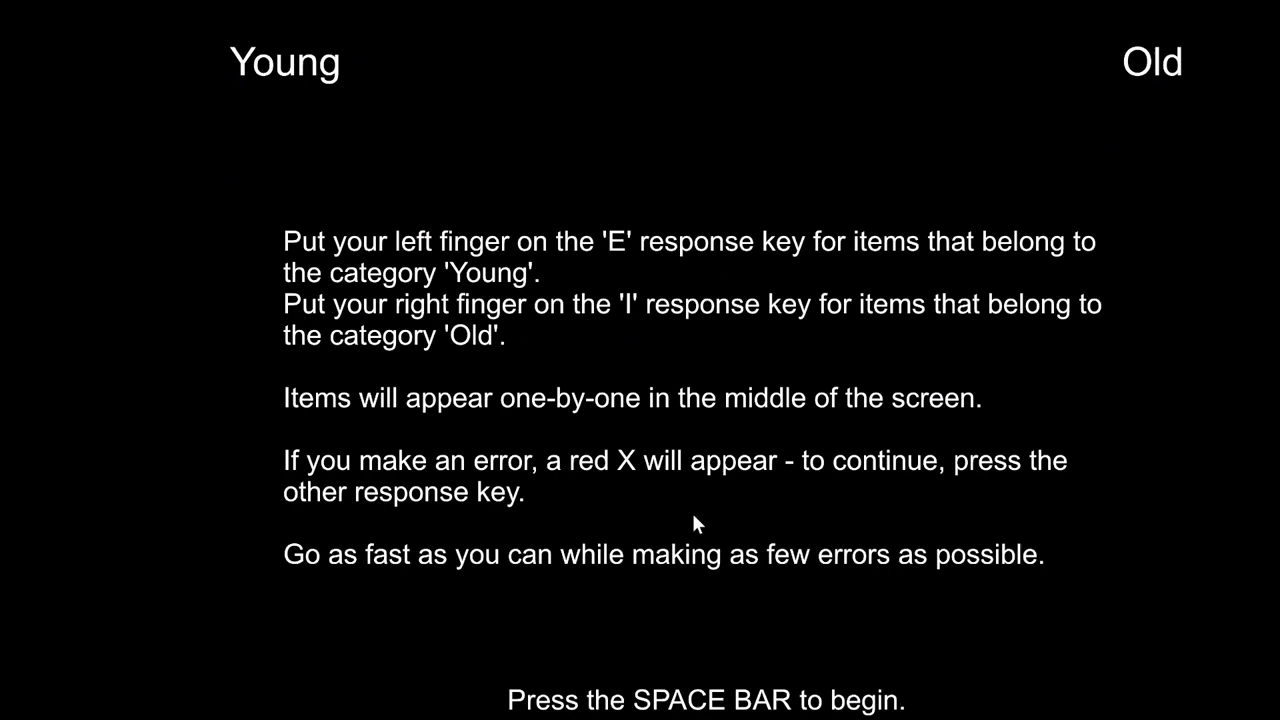 Young Old
Put your left finger on the 'E' response key for items that belong to
the category 'Young'.
Put your right finger on the 'I' response key for items that belong to
the category 'Old'.
Items will appear one-by-one in the middle of the screen.
If you make an error, a red X will appear - to continue, press the
other response key.
Go as fast as you can while making as few errors as possible.
Press the SPACE BAR to begin.